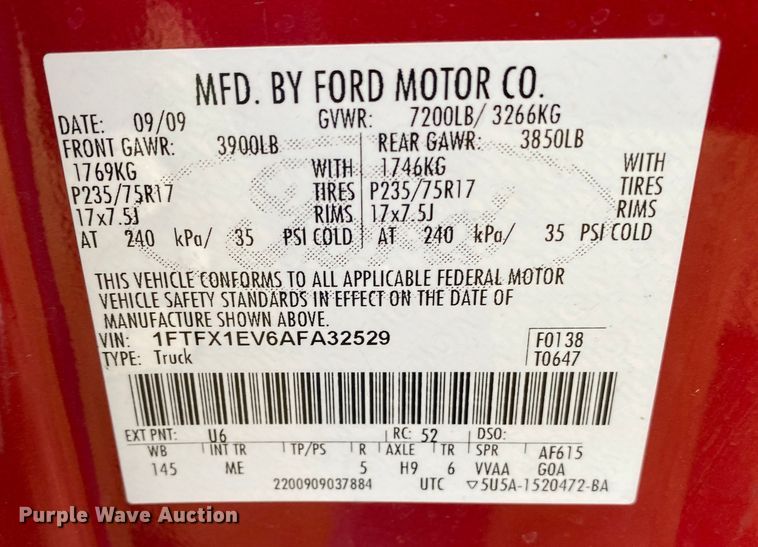 MFD. BY FORD MOTOR CO.
DATE: 09/09 GVWR: 7200LB/ 3266KG
FRONT GAWR: 3900LB REAR GAWR: 3850LB
1769KG WITH 1746KG WITH
P235/75R17 TIRES P235/75R17 TIRES
17x7.5J RIMS 17x7.5J RIMS
AT 240 kPa/ 35 PSI COLD AT 240 kPa/ 35 PSI COLD
THIS VEHICLE CONFORMS TO ALL APPLICABLE FEDERAL MOTOR
VEHICLE SAFETY STANDARDS IN EFFECT ON THE DATE OF
MANUFACTURE SHOWN ABOVE.
VIN: 1FTFX1EV6AFA32529 F0138
TYPE: Truck T0647
EXT PNT: U6 RC: 52 DSO:
WB INT TR TP/PS R AXLE TR SPR AF615
145 ME 5 H9 6 VVAA G0A
2200909037884 UTC ▽5U5A-1520472-BA
Purple Wave Auction